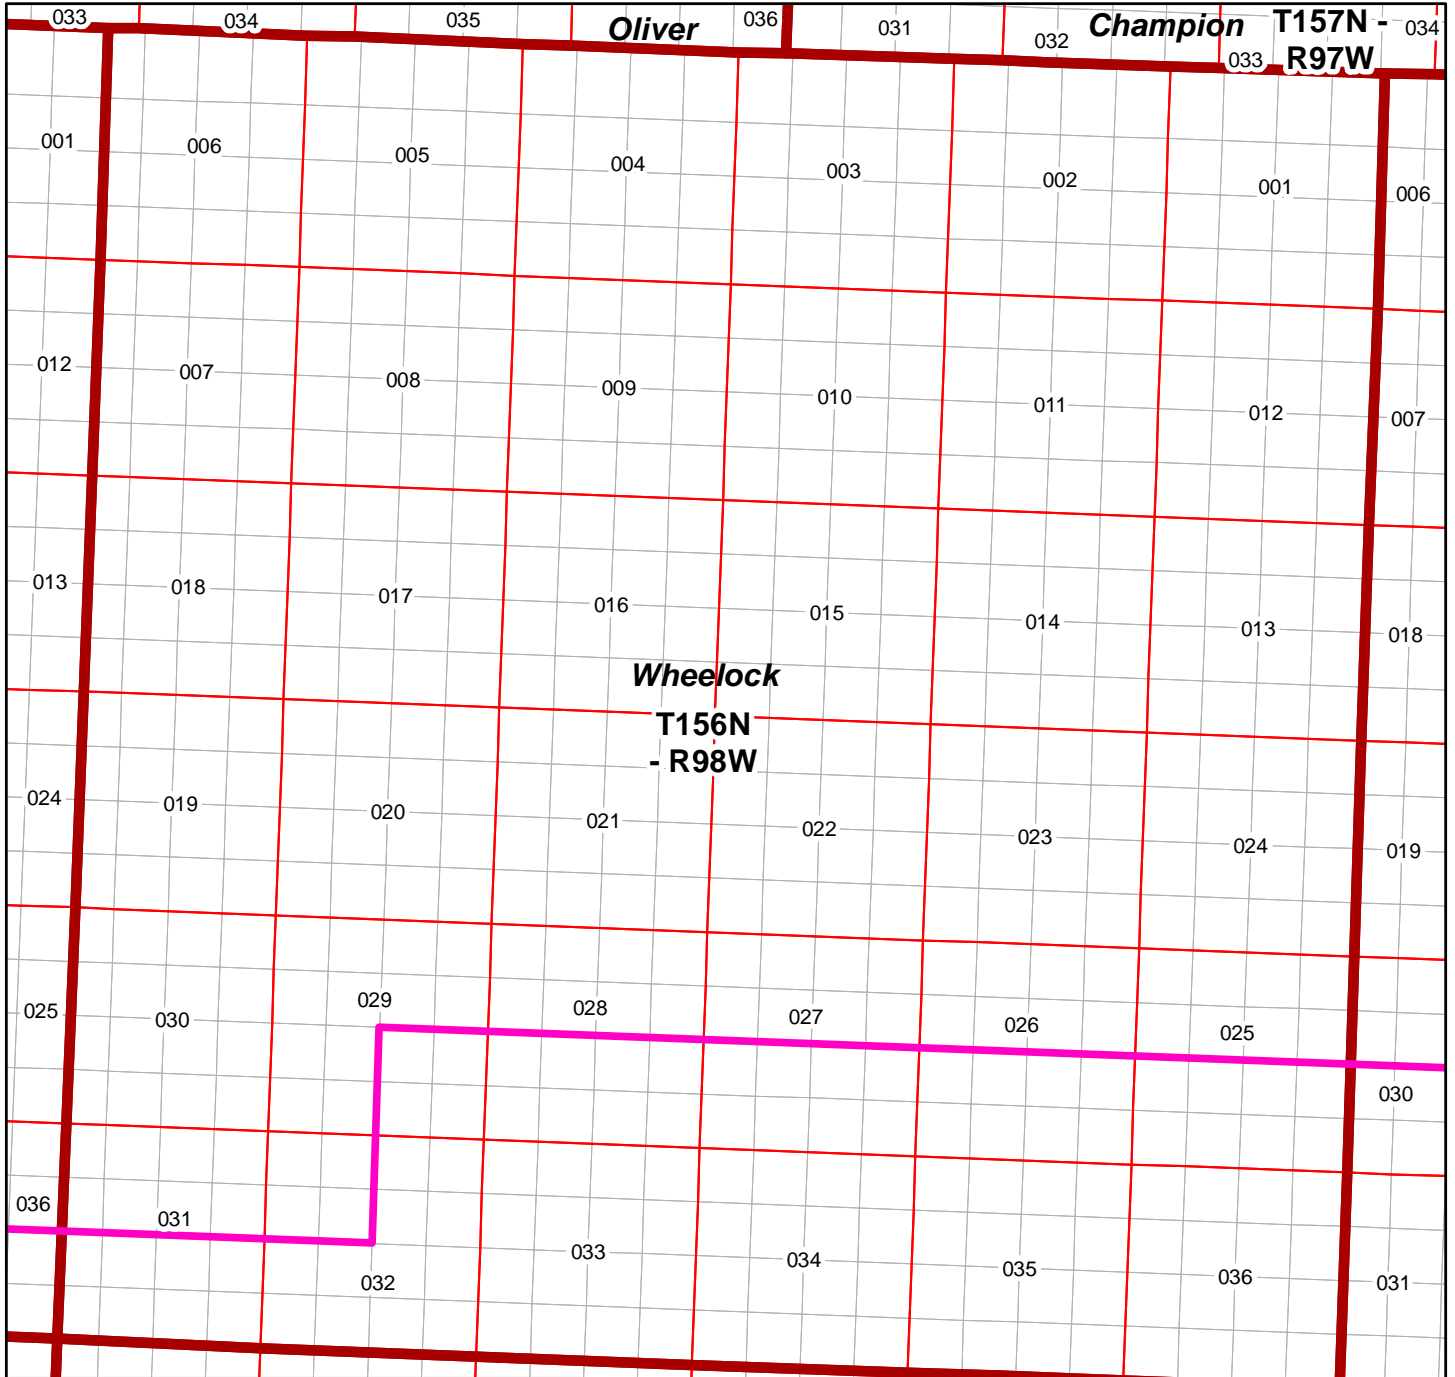 033 034 035 Oliver 036 031 032 Champion T157N - 034
033 R97W
001 006 005 004 003 002 001 006
012 007 008 009 010 011 012 007
013 018 017 016 015 014 013 018
Wheelock
T156N
- R98W
024 019 020 021 022 023 024 019
025 030 029 028 027 026 025 030
036 031 032 033 034 035 036 031